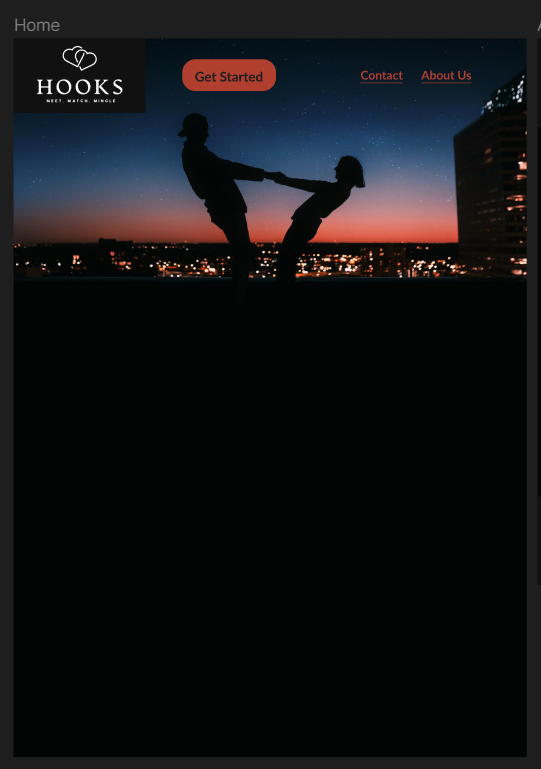 Home
HOOKS
MEET. MATCH. MINGLE
Get Started
Contact
About Us